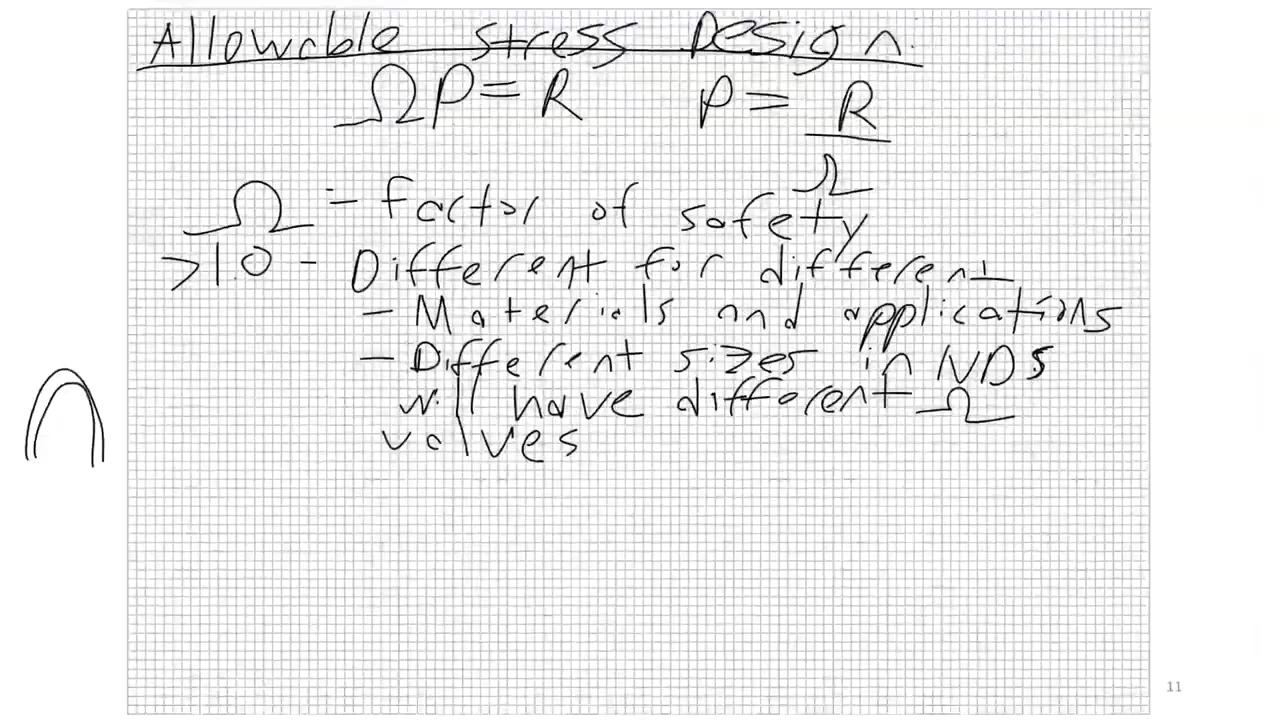 Allowable stress Design.
ΩP=R P= R/Ω
Ω - factor of safety
>1.0 - Different for different
- Materials and applications
- Different sizes in NDS
will have different Ω
values
11